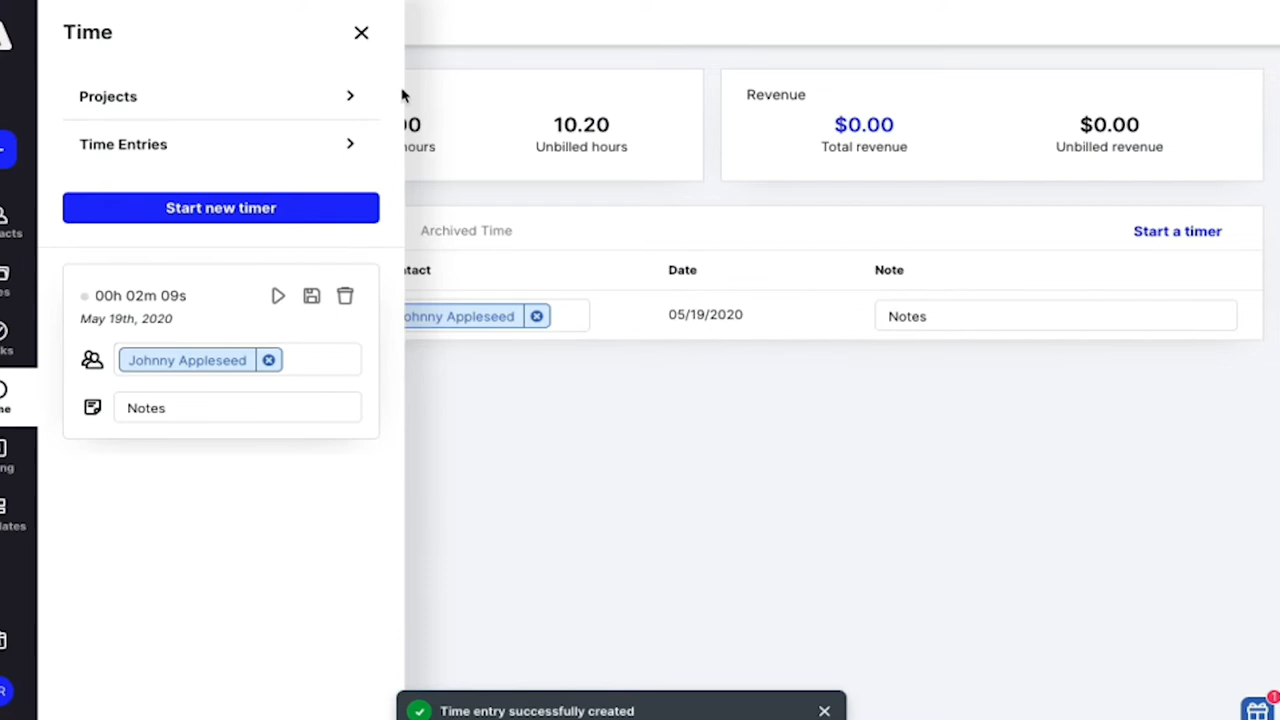 Time
Projects
Time Entries
Start new timer
00h 02m 09s
May 19th, 2020
Johnny Appleseed
Notes
10.20
Unbilled hours
Revenue
$0.00
Total revenue
$0.00
Unbilled revenue
Archived Time
Start a timer
Date
Note
Appleseed
05/19/2020
Notes
Time entry successfully created
1